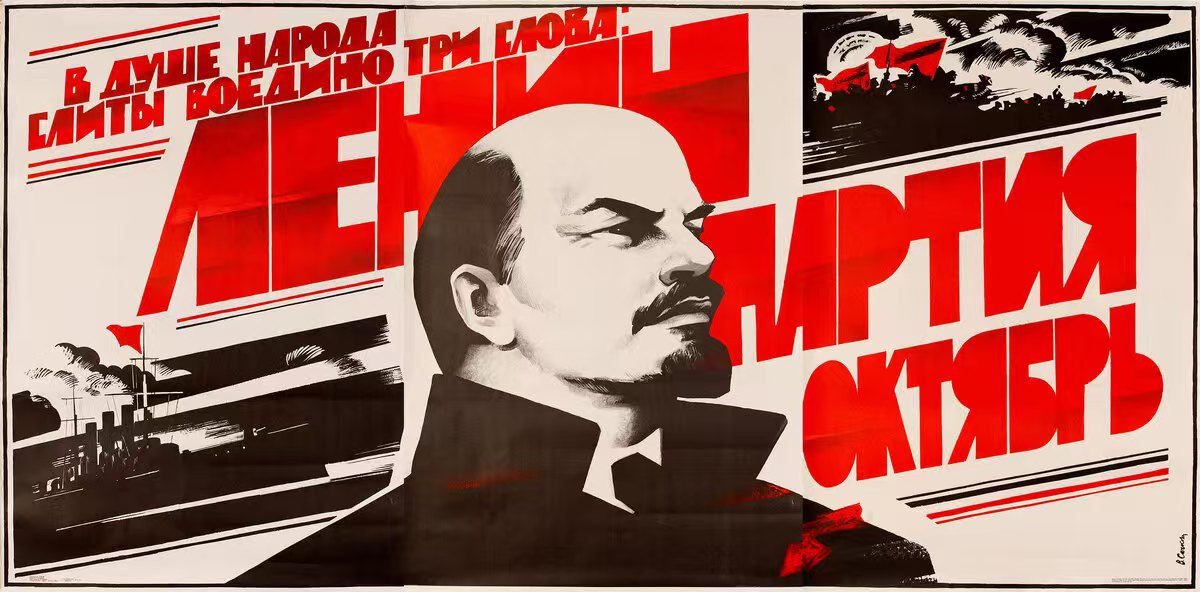 В ДУШЕ НАРОДА
СЛИТЫ ВОЕДИНО ТРИ СЛОВА:
ЛЕНИН
ПАРТИЯ
ОКТЯБРЬ